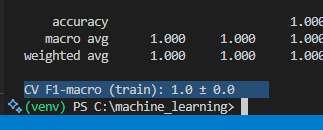 accuracy 1.000
macro avg 1.000 1.000 1.000
weighted avg 1.000 1.000 1.000
CV F1-macro (train): 1.0 ± 0.0
(venv) PS C:\machine_learning>